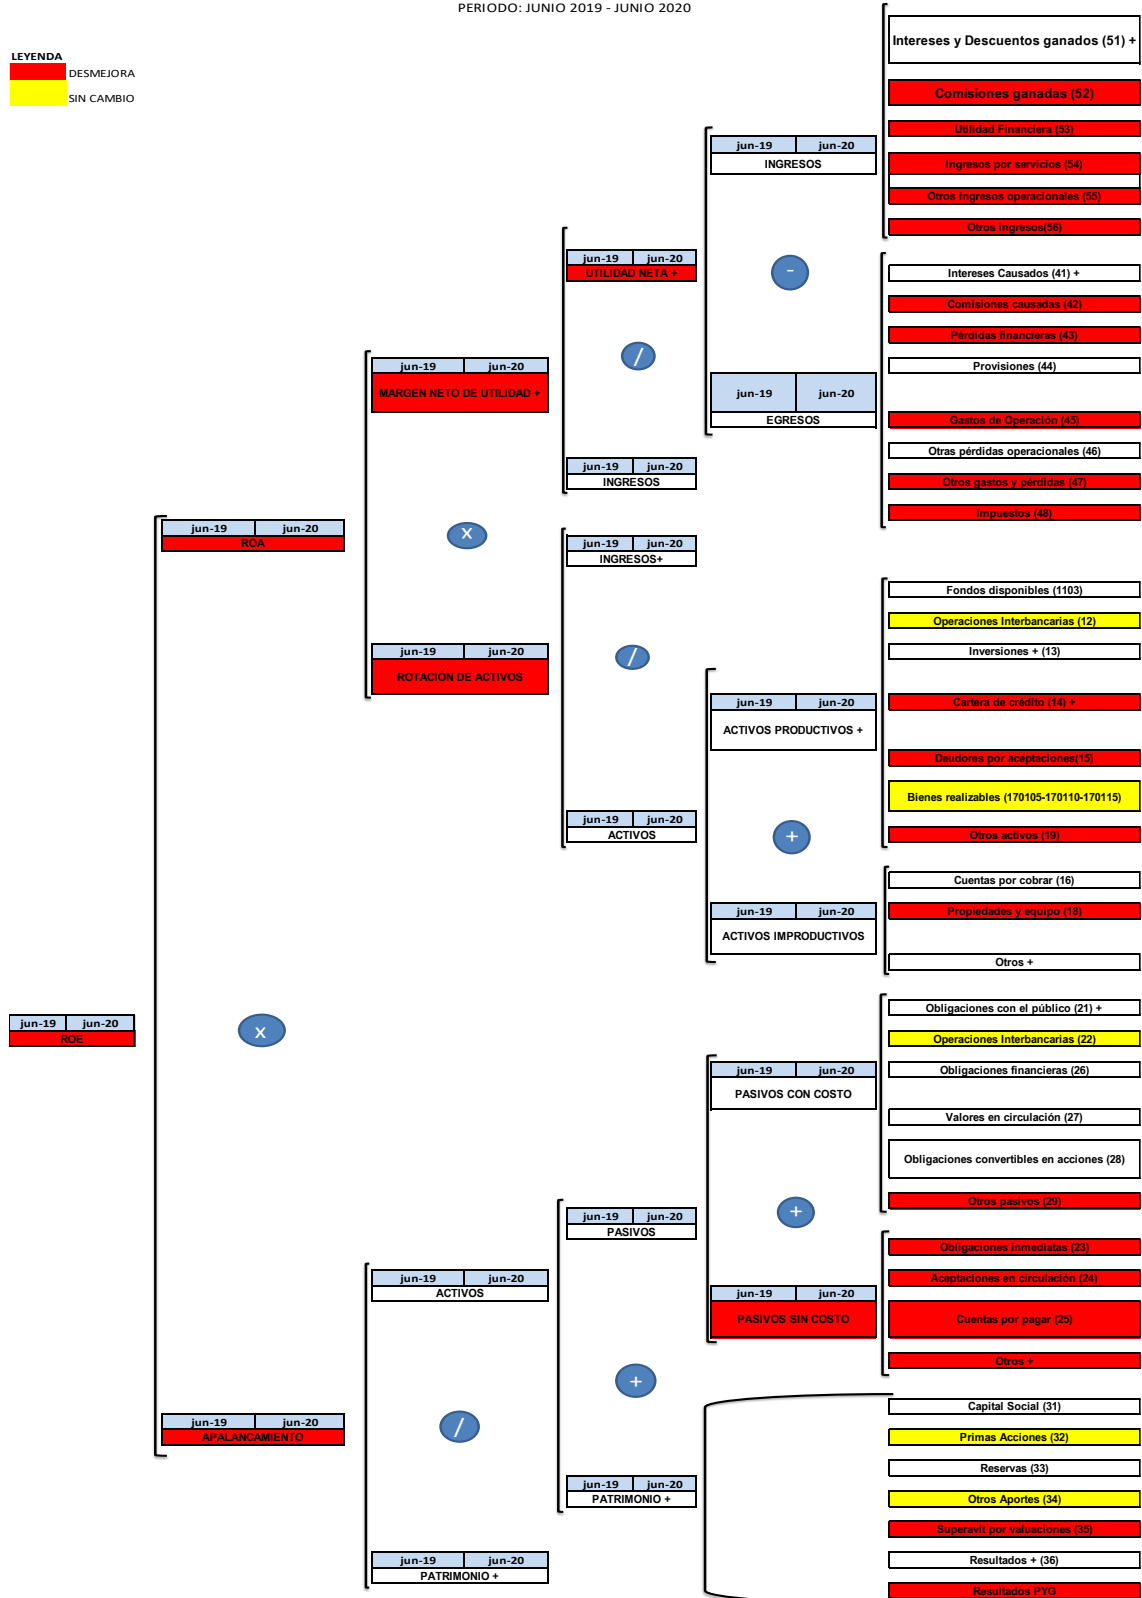 PERIODO: JUNIO 2019 - JUNIO 2020
LEYENDA
DESMEJORA
SIN CAMBIO
Intereses y Descuentos ganados (51) +
Comisiones ganadas (52)
Utilidad Financiera (53)
jun-19 jun-20
INGRESOS
Ingresos por servicios (54)
Otros ingresos operacionales (55)
Otros ingresos(56)
jun-19 jun-20
UTILIDAD NETA +
-
Intereses Causados (41) +
Comisiones causadas (42)
Pérdidas financieras (43)
/
Provisiones (44)
jun-19 jun-20
MARGEN NETO DE UTILIDAD +
jun-19 jun-20
EGRESOS
Gastos de Operación (45)
Otras pérdidas operacionales (46)
jun-19 jun-20
INGRESOS
Otros gastos y pérdidas (47)
Impuestos (48)
jun-19 jun-20
ROA
x
jun-19 jun-20
INGRESOS+
Fondos disponibles (1103)
Operaciones Interbancarias (12)
Inversiones + (13)
jun-19 jun-20
ROTACIÓN DE ACTIVOS
/
jun-19 jun-20
ACTIVOS PRODUCTIVOS +
Cartera de crédito (14) +
Deudores por aceptaciones(15)
Bienes realizables (170105-170110-170115)
jun-19 jun-20
ACTIVOS
+
Otros activos (19)
Cuentas por cobrar (16)
jun-19 jun-20
ACTIVOS IMPRODUCTIVOS
Propiedades y equipo (18)
Otros +
Obligaciones con el público (21) +
jun-19 jun-20
ROE
x
Operaciones Interbancarias (22)
jun-19 jun-20
PASIVOS CON COSTO
Obligaciones financieras (26)
Valores en circulación (27)
Obligaciones convertibles en acciones (28)
Otros pasivos (29)
jun-19 jun-20
PASIVOS
+
Obligaciones inmediatas (23)
jun-19 jun-20
ACTIVOS
Aceptaciones en circulación (24)
jun-19 jun-20
PASIVOS SIN COSTO
Cuentas por pagar (25)
Otros +
+
Capital Social (31)
jun-19 jun-20
APALANCAMIENTO
/
Primas Acciones (32)
Reservas (33)
jun-19 jun-20
PATRIMONIO +
Otros Aportes (34)
Superavit por valuaciones (35)
jun-19 jun-20
PATRIMONIO +
Resultados + (36)
Resultados PYG